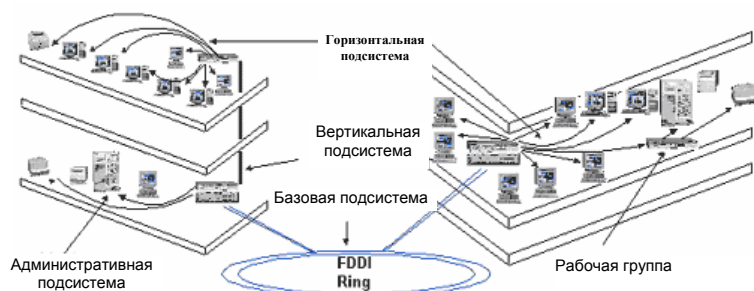 Горизонтальная
подсистема
Вертикальная
подсистема
Базовая подсистема
Административная
подсистема
FDDI
Ring
Рабочая группа